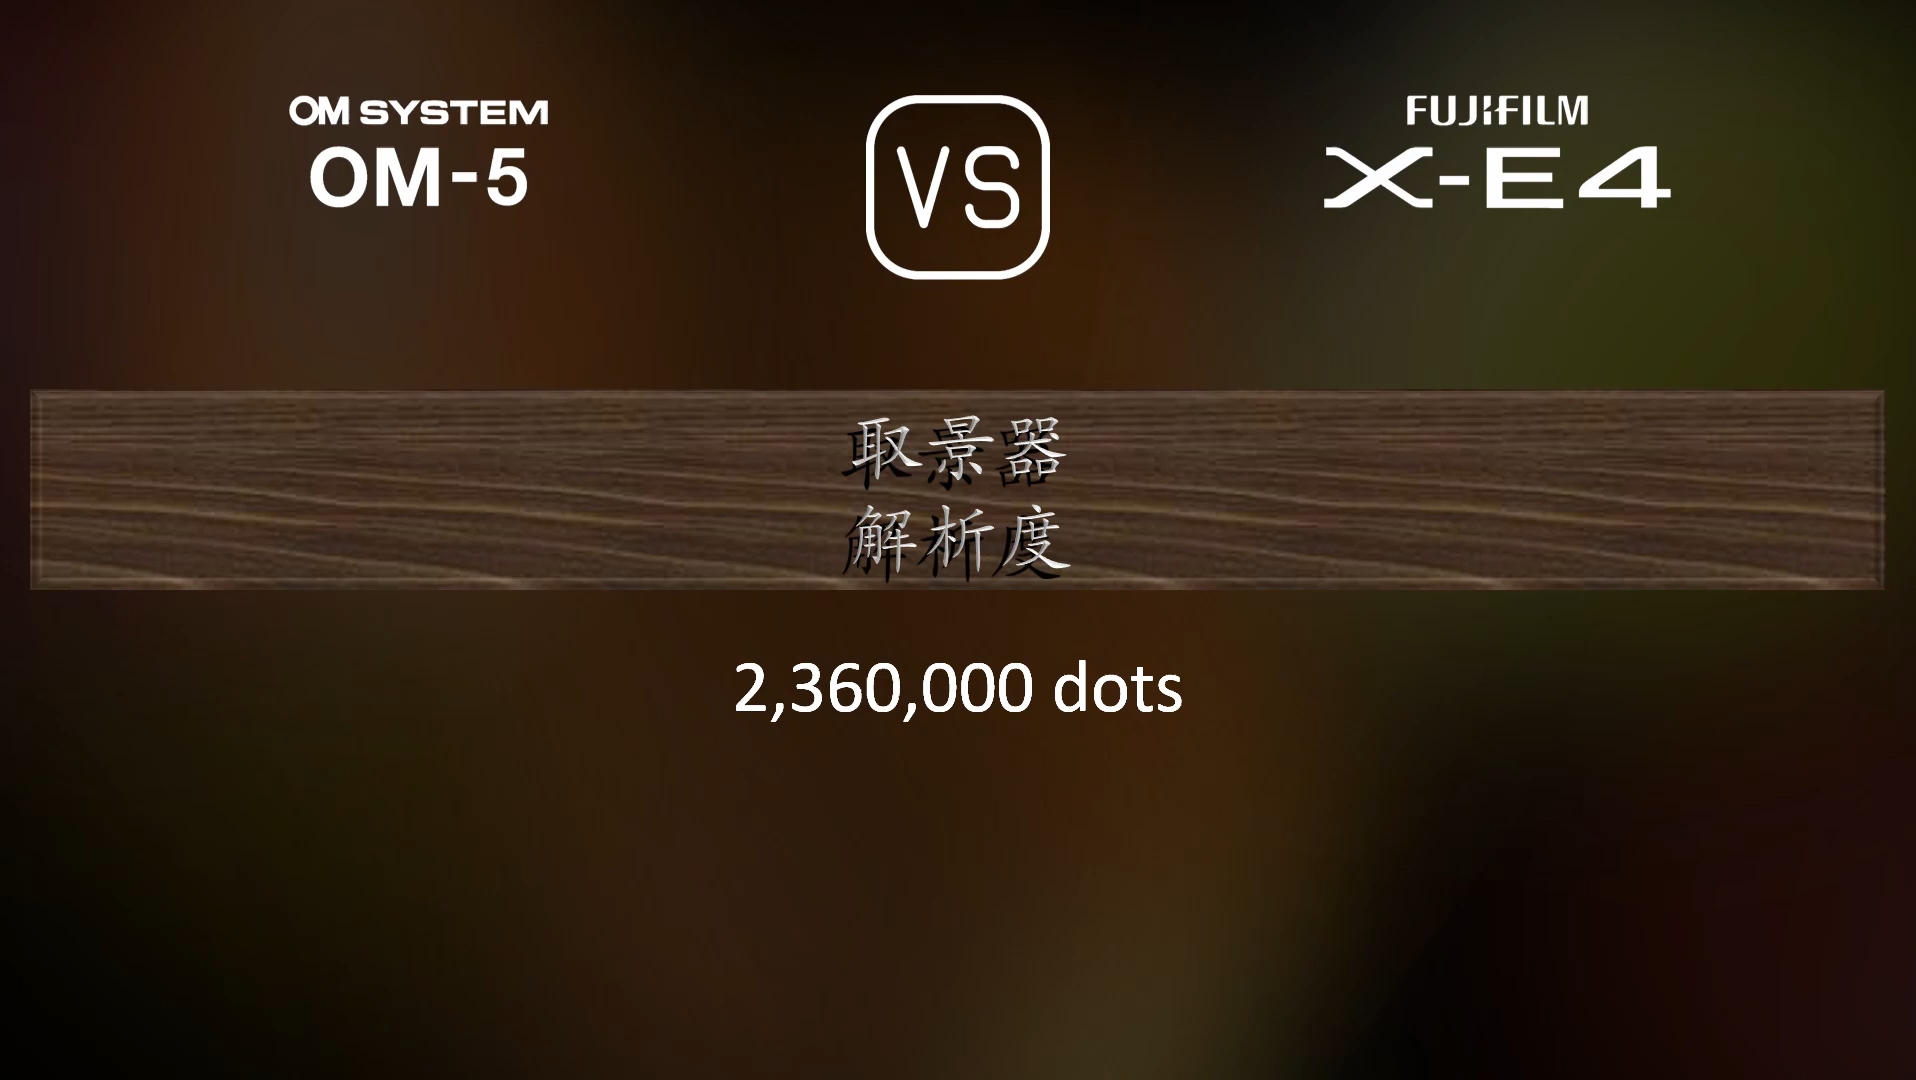 OM SYSTEM
OM-5
VS
FUJIFILM
X-E4
取景器
解析度
2,360,000 dots